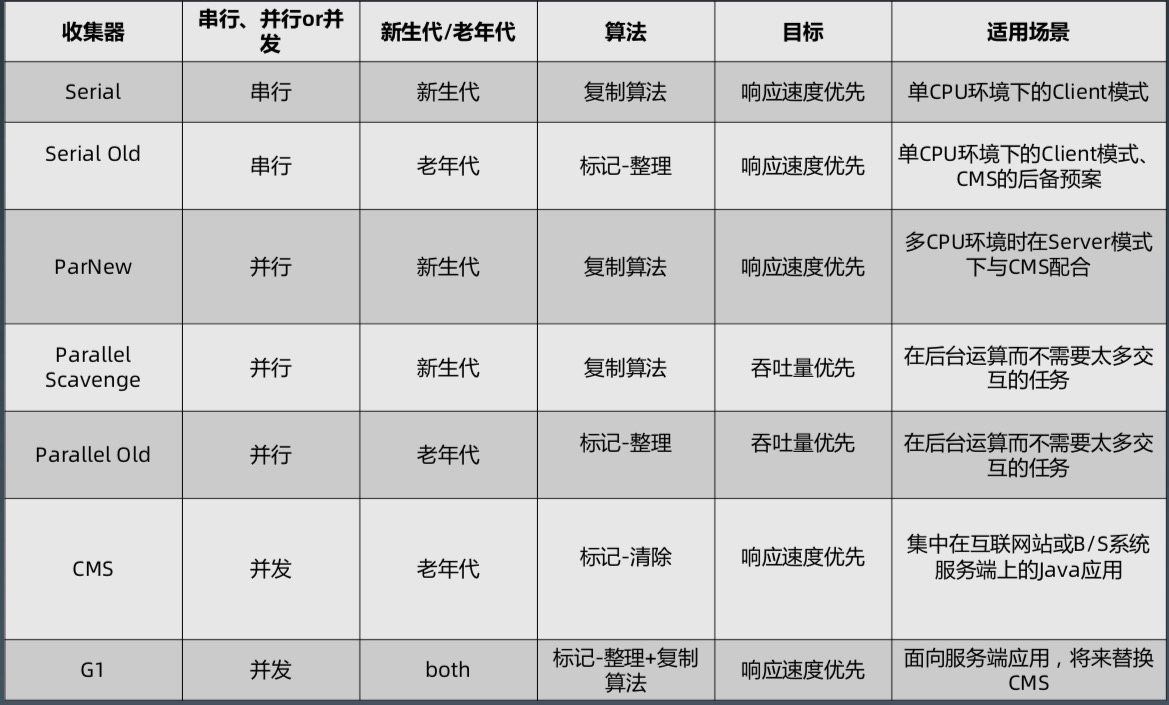 收集器
串行、并行or并
发
新生代/老年代
算法
目标
适用场景
Serial
串行
新生代
复制算法
响应速度优先
单CPU环境下的Client模式
Serial Old
串行
老年代
标记-整理
响应速度优先
单CPU环境下的Client模式、
CMS的后备预案
ParNew
并行
新生代
复制算法
响应速度优先
多CPU环境时在Server模式
下与CMS配合
Parallel
Scavenge
并行
新生代
复制算法
吞吐量优先
在后台运算而不需要太多交
互的任务
Parallel Old
并行
老年代
标记-整理
吞吐量优先
在后台运算而不需要太多交
互的任务
CMS
并发
老年代
标记-清除
响应速度优先
集中在互联网站或B/S系统
服务端上的Java应用
G1
并发
both
标记-整理+复制
算法
响应速度优先
面向服务端应用，将来替换
CMS